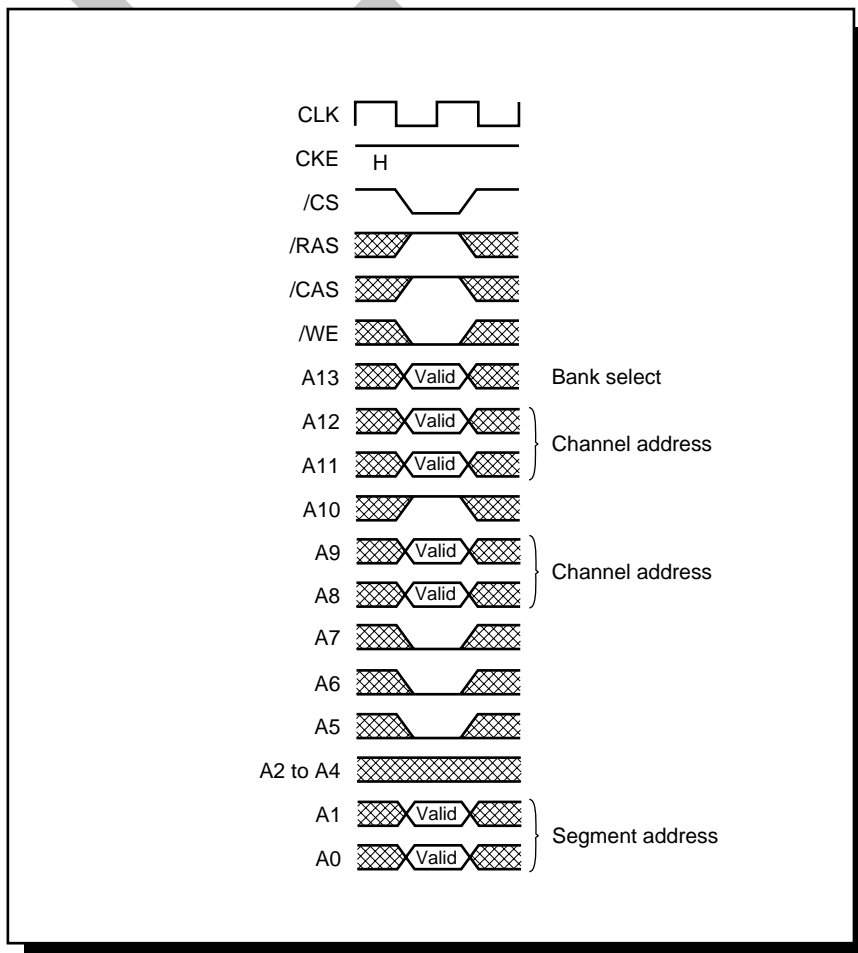 CLK
CKE H
/CS
/RAS
/CAS
/WE
A13 Valid Bank select
A12 Valid
Channel address
A11 Valid
A10
A9 Valid
Channel address
A8 Valid
A7
A6
A5
A2 to A4
A1 Valid
Segment address
A0 Valid